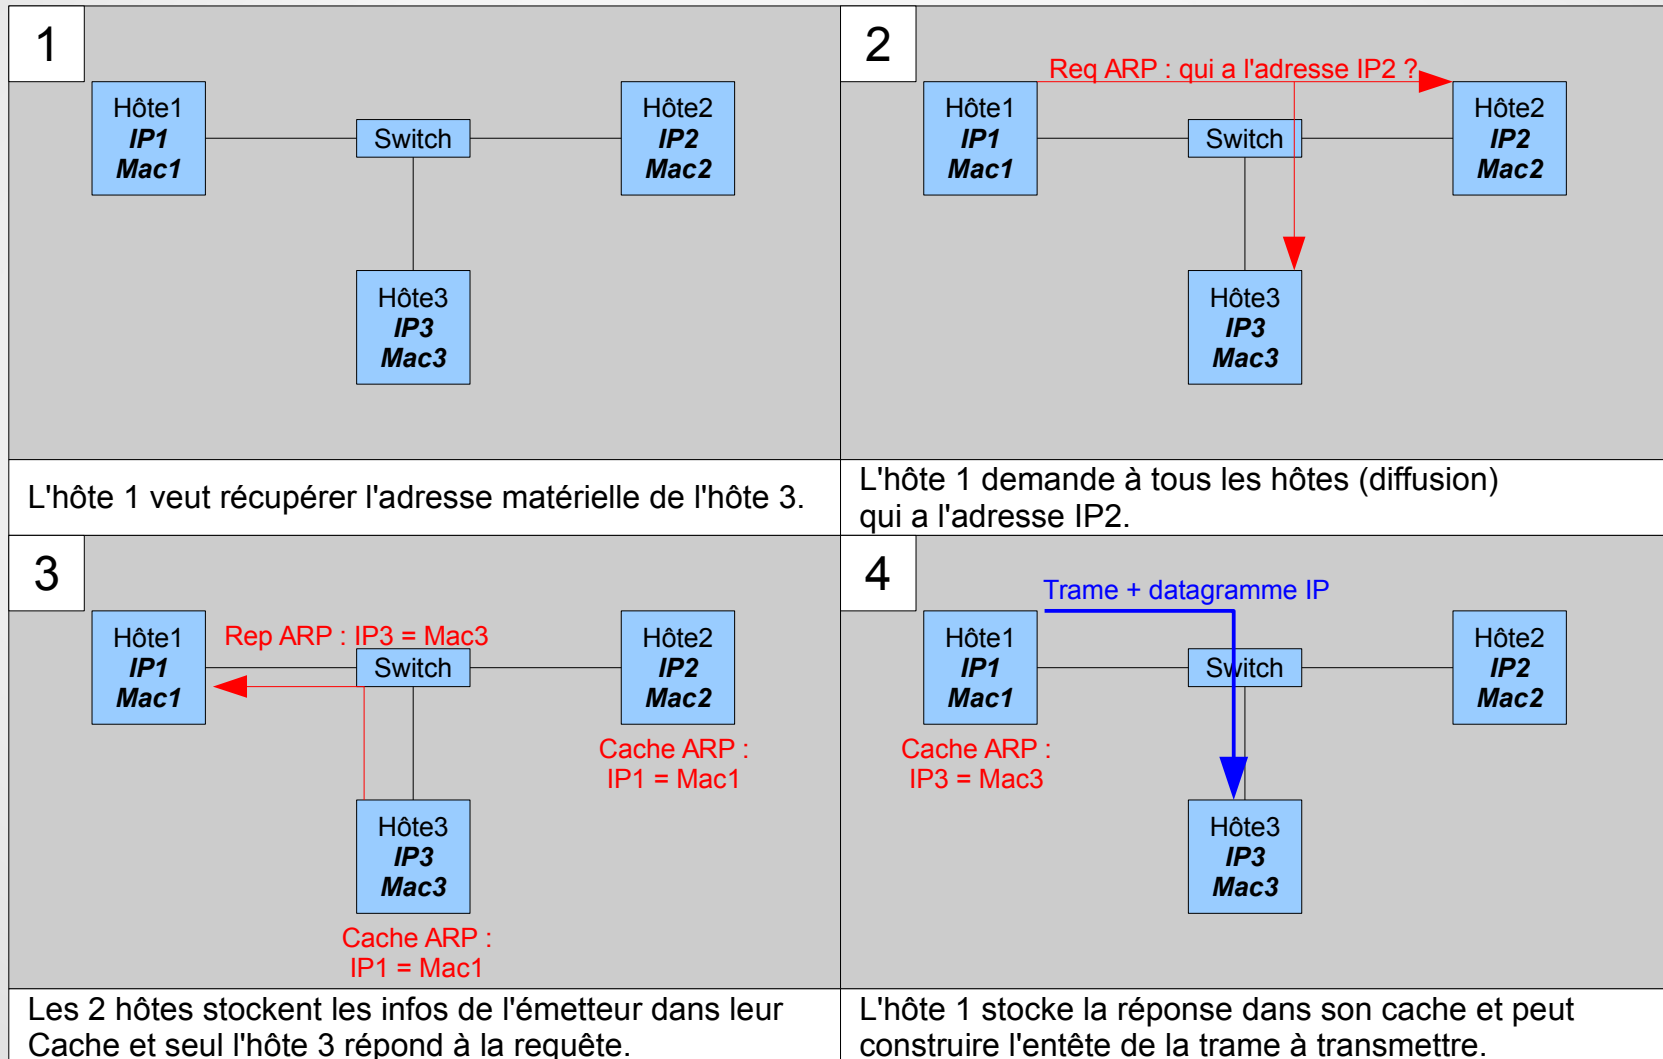 1
Hôte1
IP1
Mac1
Switch
Hôte2
IP2
Mac2
Hôte3
IP3
Mac3
L'hôte 1 veut récupérer l'adresse matérielle de l'hôte 3.
2
Req ARP : qui a l'adresse IP2 ?
Hôte1
IP1
Mac1
Switch
Hôte2
IP2
Mac2
Hôte3
IP3
Mac3
L'hôte 1 demande à tous les hôtes (diffusion)
qui a l'adresse IP2.
3
Hôte1
IP1
Mac1
Rep ARP : IP3 = Mac3
Switch
Hôte2
IP2
Mac2
Cache ARP :
IP1 = Mac1
Hôte3
IP3
Mac3
Cache ARP :
IP1 = Mac1
Les 2 hôtes stockent les infos de l'émetteur dans leur
Cache et seul l'hôte 3 répond à la requête.
4
Trame + datagramme IP
Hôte1
IP1
Mac1
Switch
Hôte2
IP2
Mac2
Cache ARP :
IP3 = Mac3
Hôte3
IP3
Mac3
L'hôte 1 stocke la réponse dans son cache et peut
construire l'entête de la trame à transmettre.